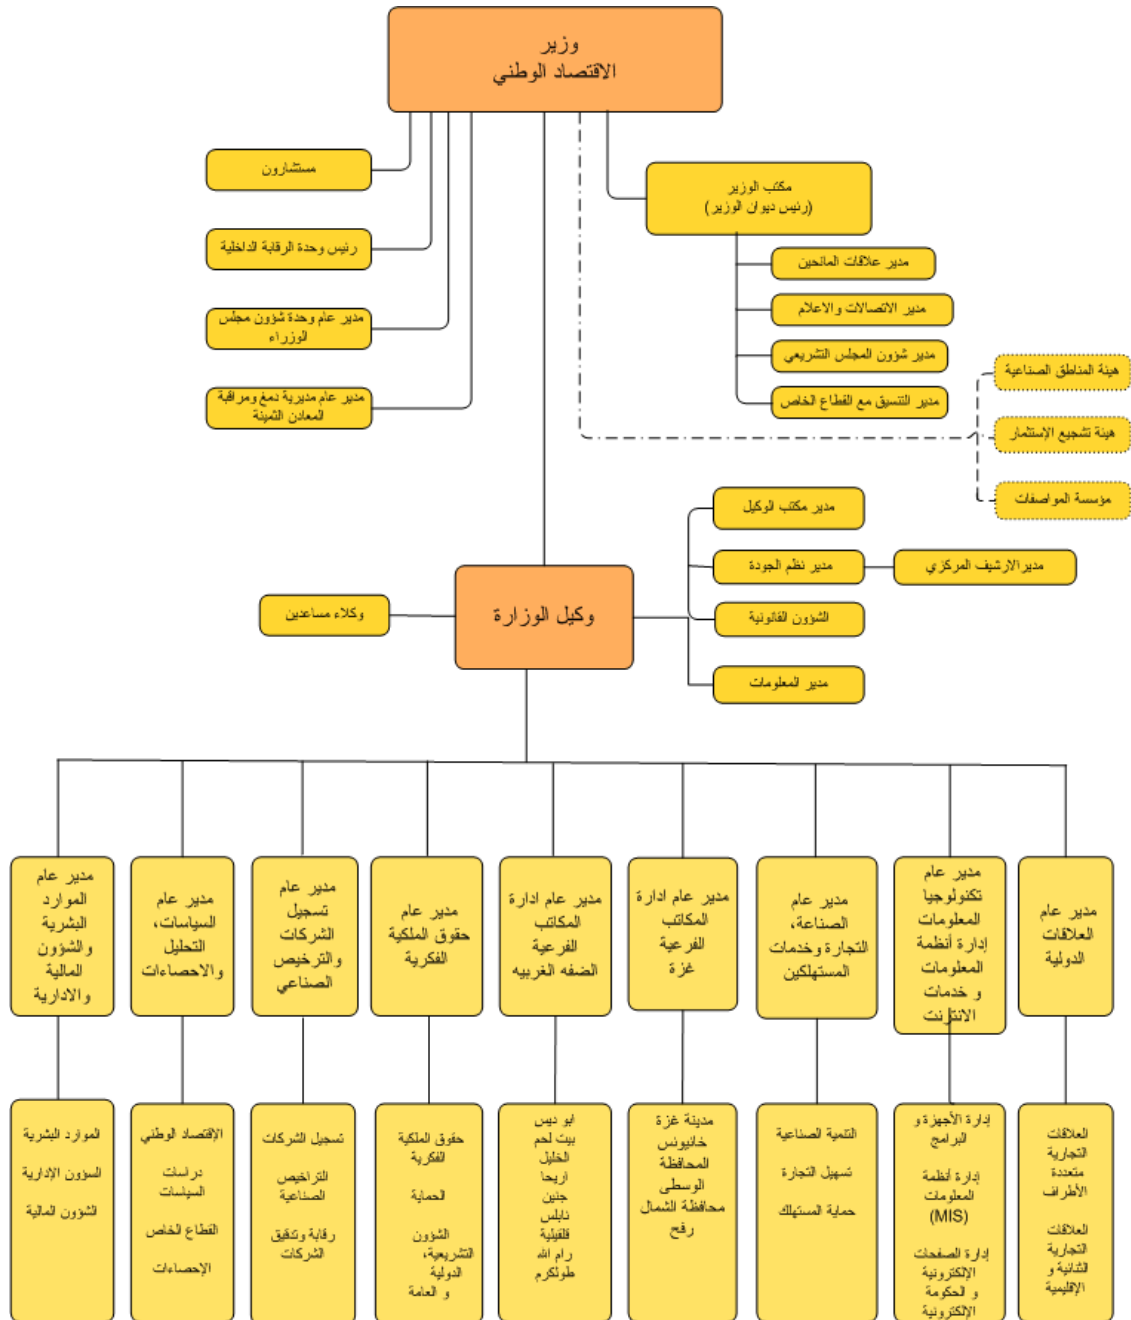 وزير
الاقتصاد الوطني
مستشارون
رئيس وحدة الرقابة الداخلية
مدير عام وحدة شؤون مجلس
الوزراء
مدير عام مديرية دمغ ومراقبة
المعادن الثمينة
مكتب الوزير
(رئيس ديوان الوزير)
مدير علاقات المانحين
مدير الاتصالات والاعلام
مدير شؤون المجلس التشريعي
مدير التنسيق مع القطاع الخاص
هيئة المناطق الصناعية
هيئة تشجيع الإستثمار
مؤسسة المواصفات
وكيل الوزارة
وكلاء مساعدين
مدير مكتب الوكيل
مدير نظم الجودة
مديرالارشيف المركزي
الشؤون القانونية
مدير المعلومات
مدير عام
العلاقات
الدولية
مدير عام
تكنولوجيا
المعلومات
إدارة أنظمة
المعلومات
و خدمات
الانترنت
مدير عام
الصناعة،
التجارة وخدمات
المستهلكين
مدير عام ادارة
المكاتب
الفرعية
غزة
مدير عام ادارة
المكاتب
الفرعية
الضفه الغربيه
مدير عام
حقوق الملكية
الفكرية
مدير عام
تسجيل
الشركات
والترخيص
الصناعي
مدير عام
السياسات،
التحليل
والاحصاءات
مدير عام
الموارد
البشرية
والشؤون
المالية
والادارية
العلاقات
التجارية
متعددة
الأطراف
العلاقات
التجارية
الثنائية و
الإقليمية
إدارة الأجهزة و
البرامج
إدارة أنظمة
المعلومات
(MIS)
إدارة الصفحات
الإلكترونية
و الحكومة
الإلكترونية
التنمية الصناعية
تسهيل التجارة
حماية المستهلك
مدينة غزة
خانيونس
المحافظة
الوسطى
محافظة الشمال
رفح
ابو ديس
بيت لحم
الخليل
اريحا
جنين
نابلس
قلقيلية
رام الله
طولكرم
حقوق الملكية
الفكرية
الحماية
الشؤون
التشريعية،
الدولية
و العامة
تسجيل الشركات
التراخيص
الصناعية
رقابة وتدقيق
الشركات
الإقتصاد الوطني
دراسات
السياسات
القطاع الخاص
الإحصاءات
الموارد البشرية
السؤون الإدارية
الشؤون المالية